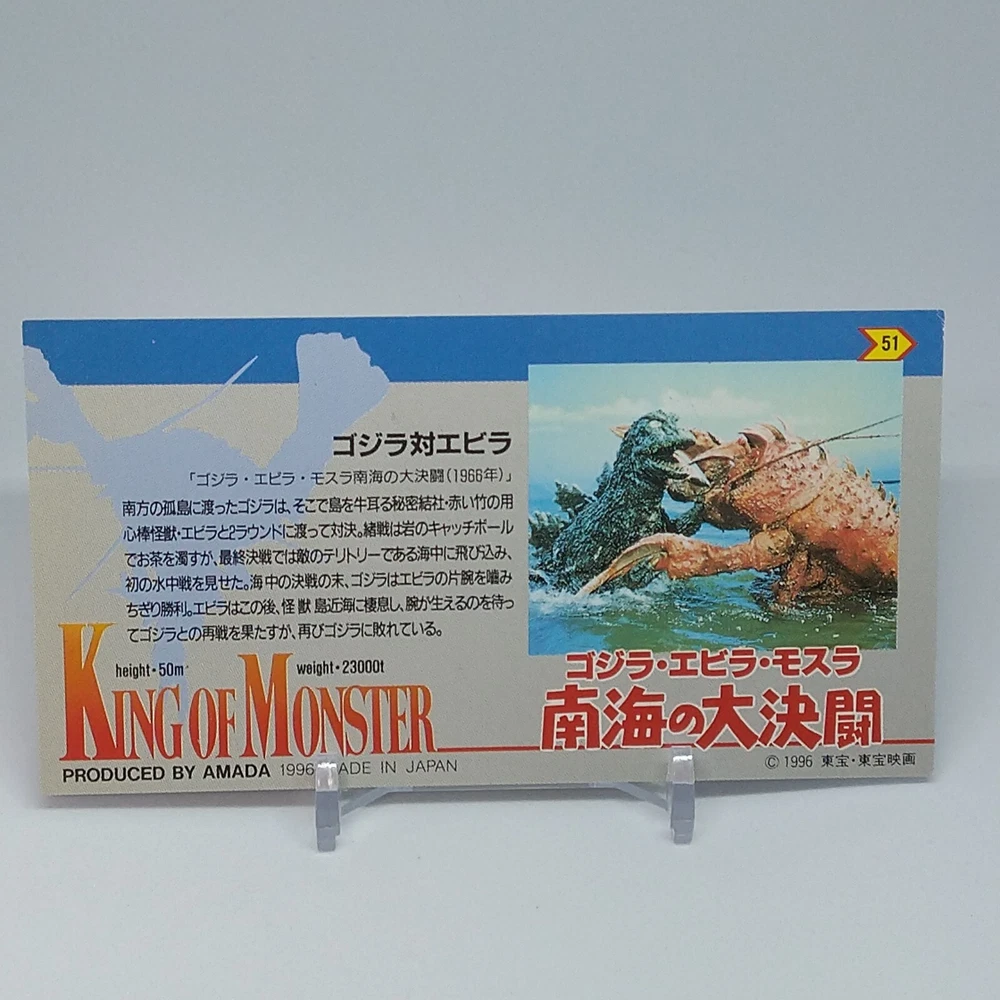 51
ゴジラ対エビラ
「ゴジラ・エビラ・モスラ南海の大決闘(1966年)」
南方の孤島に渡ったゴジラは、そこで島を牛耳る秘密結社・赤い竹の用
心棒怪獣・エビラと2ラウンドに渡って対決。緒戦は岩のキャッチボール
でお茶を濁すが、最終決戦では敵のテリトリーである海中に飛び込み、
初の水中戦を見せた。海中の決戦の末、ゴジラはエビラの片腕を噛み
ちぎり勝利。エビラはこの後、怪獣島近海に棲息し、腕が生えるのを待っ
てゴジラとの再戦を果たすが、再びゴジラに敗れている。
height・50m weight・23000t
KING OF MONSTER
PRODUCED BY AMADA 1996 MADE IN JAPAN
ゴジラ・エビラ・モスラ
南海の大決闘
© 1996 東宝・東宝映画